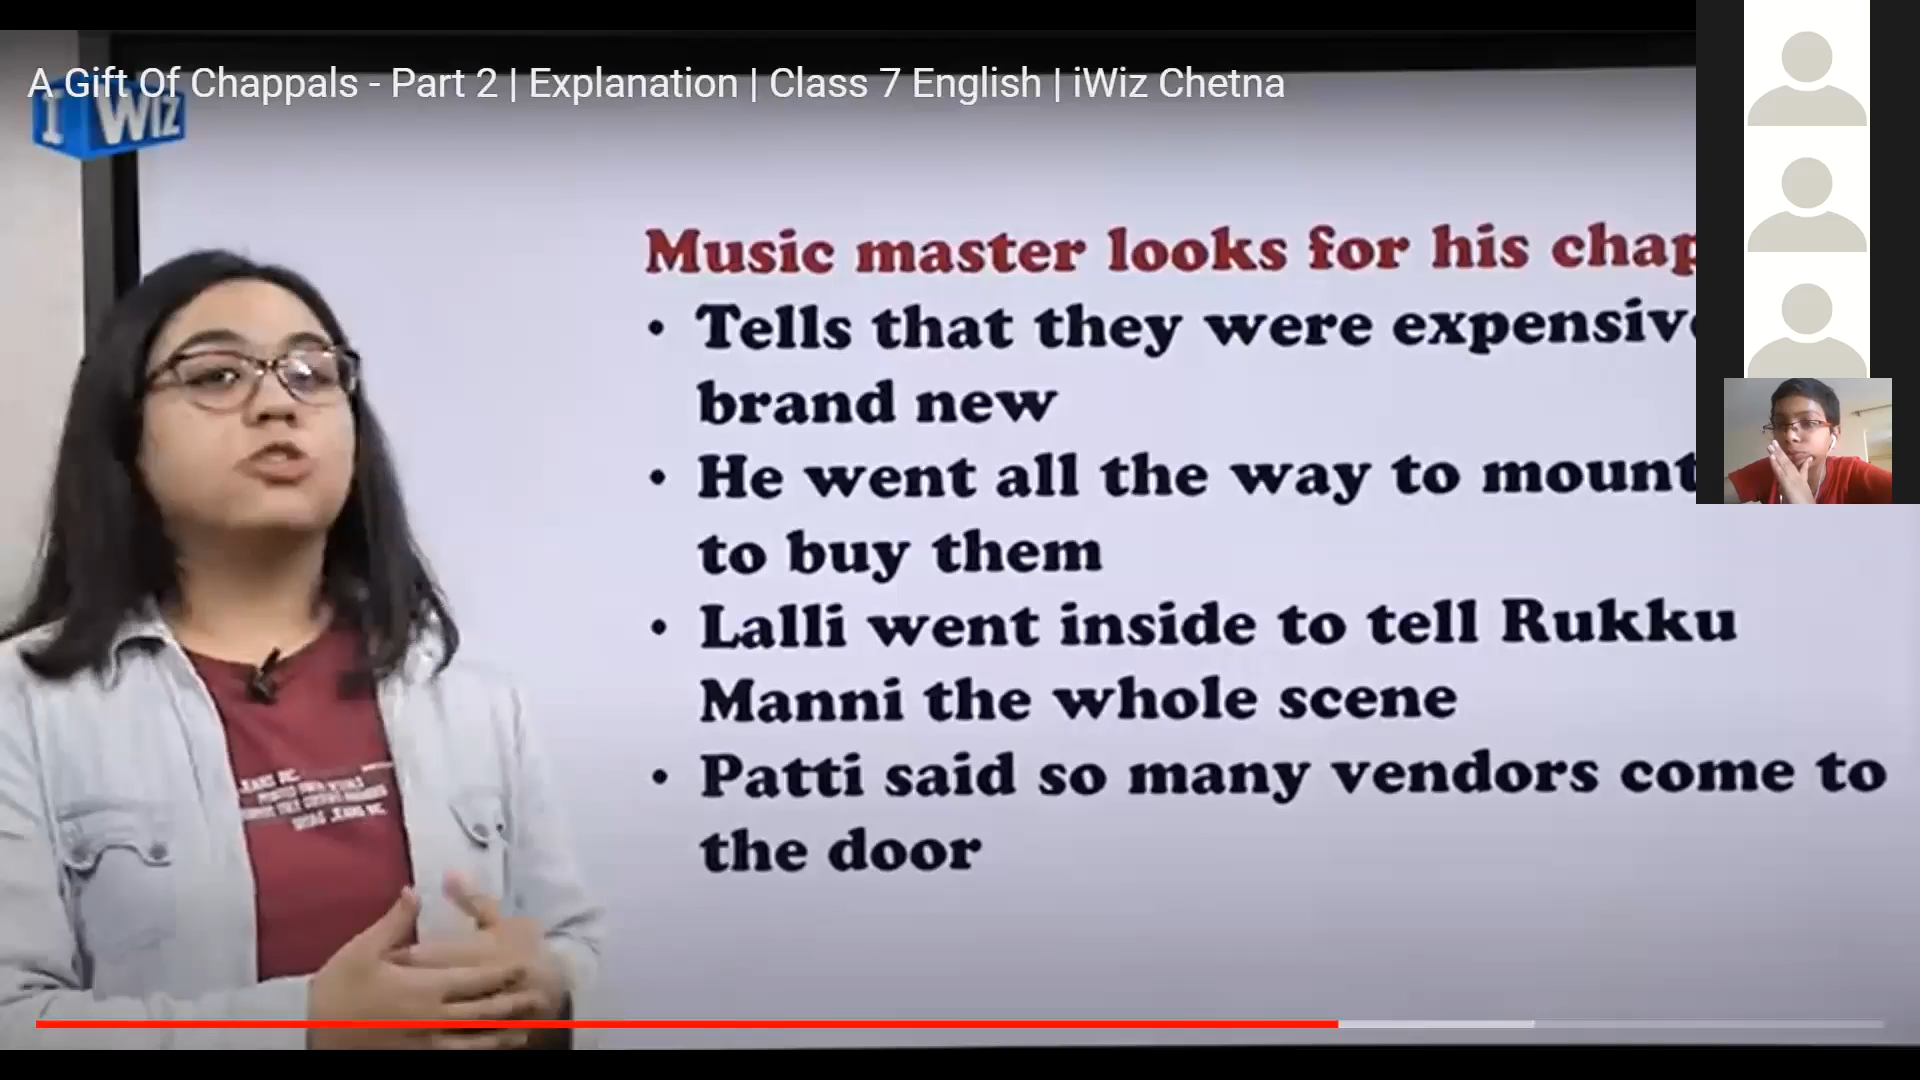 A Gift Of Chappals - Part 2 | Explanation | Class 7 English | iWiz Chetna
I WIZ
Music master looks for his chap
• Tells that they were expensive
brand new
• He went all the way to mount
to buy them
• Lalli went inside to tell Rukku
Manni the whole scene
• Patti said so many vendors come to
the door